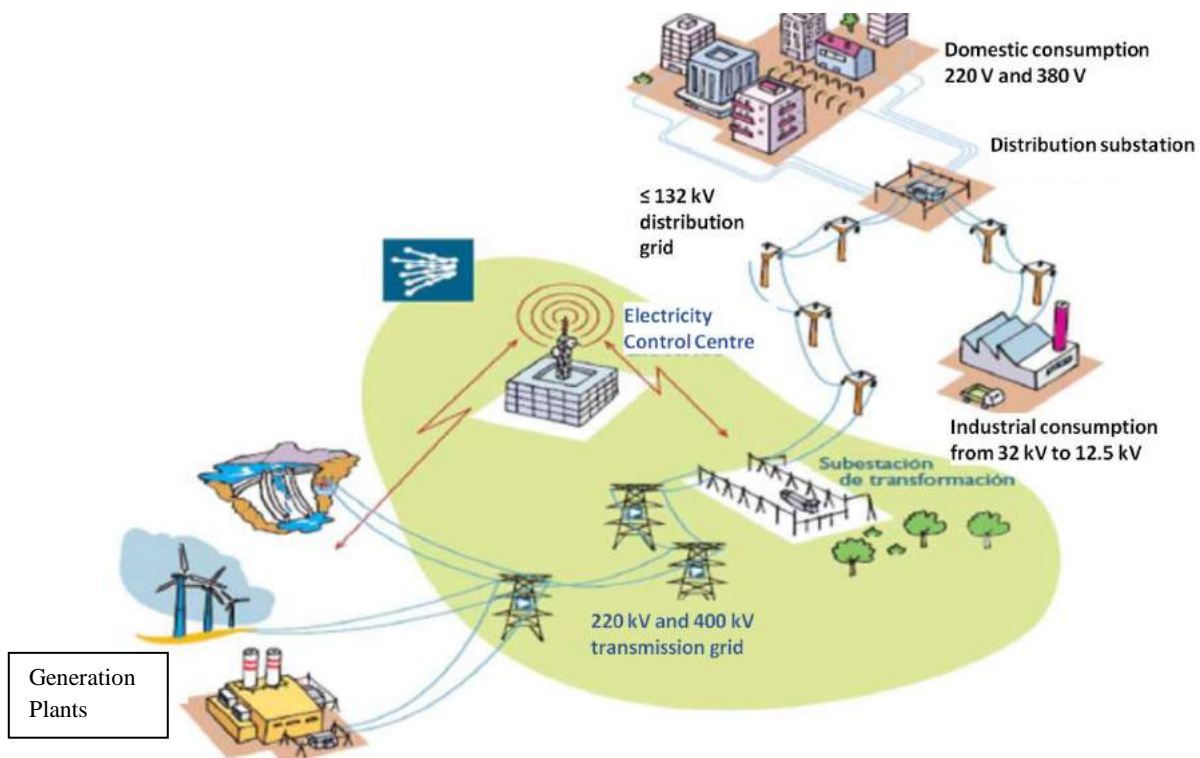 Domestic consumption
220 V and 380 V
Distribution substation
≤ 132 kV
distribution
grid
Electricity
Control Centre
Industrial consumption
from 32 kV to 12.5 kV
Subestación
de transformación
220 kV and 400 kV
transmission grid
Generation
Plants